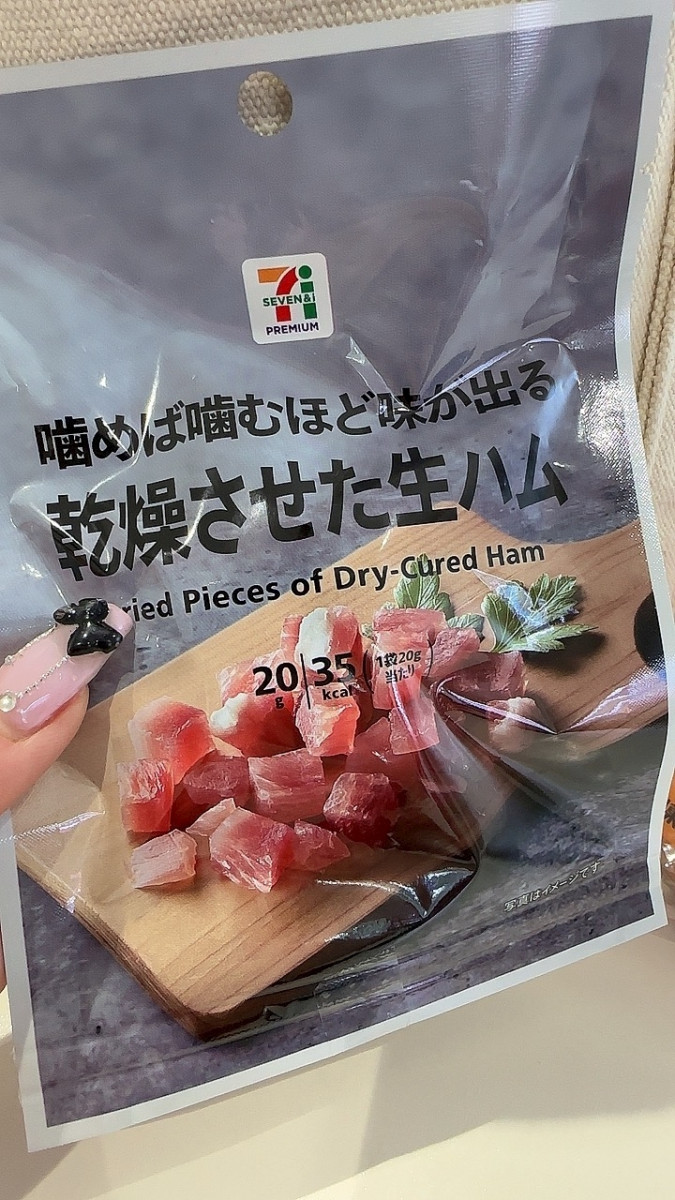 SEVEN&i
PREMIUM
噛めば噛むほど味が出る
乾燥させた生ハム
ried Pieces of Dry-Cured Ham
20g 35kcal (1袋20g当たり)
写真はイメージです